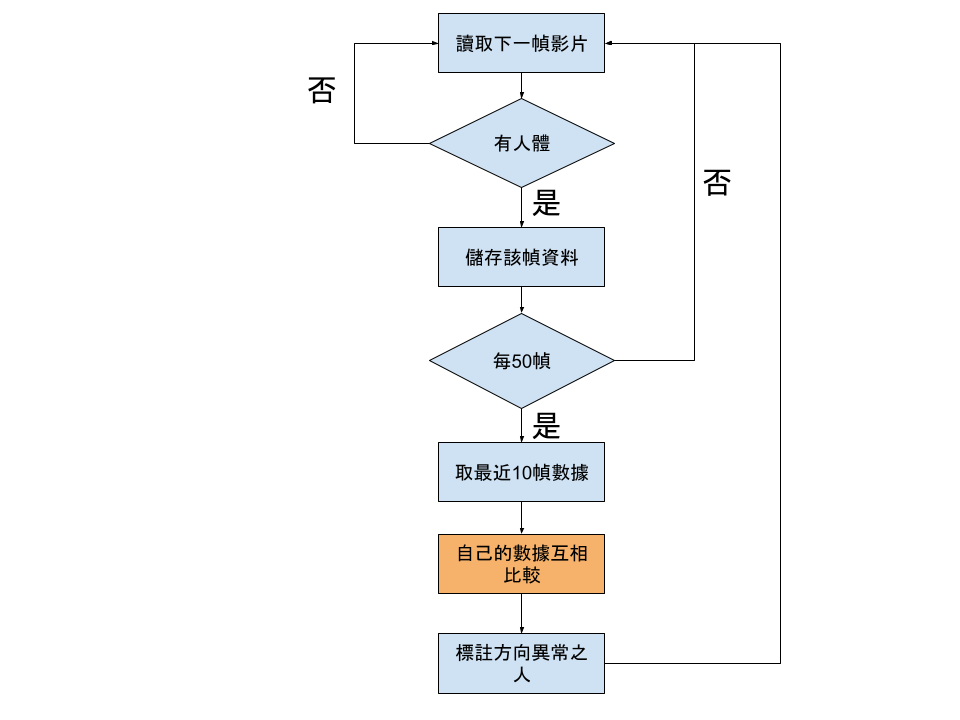 讀取下一幀影片
否
有人體
否
是
儲存該幀資料
每50幀
是
取最近10幀數據
自己的數據互相
比較
標註方向異常之
人